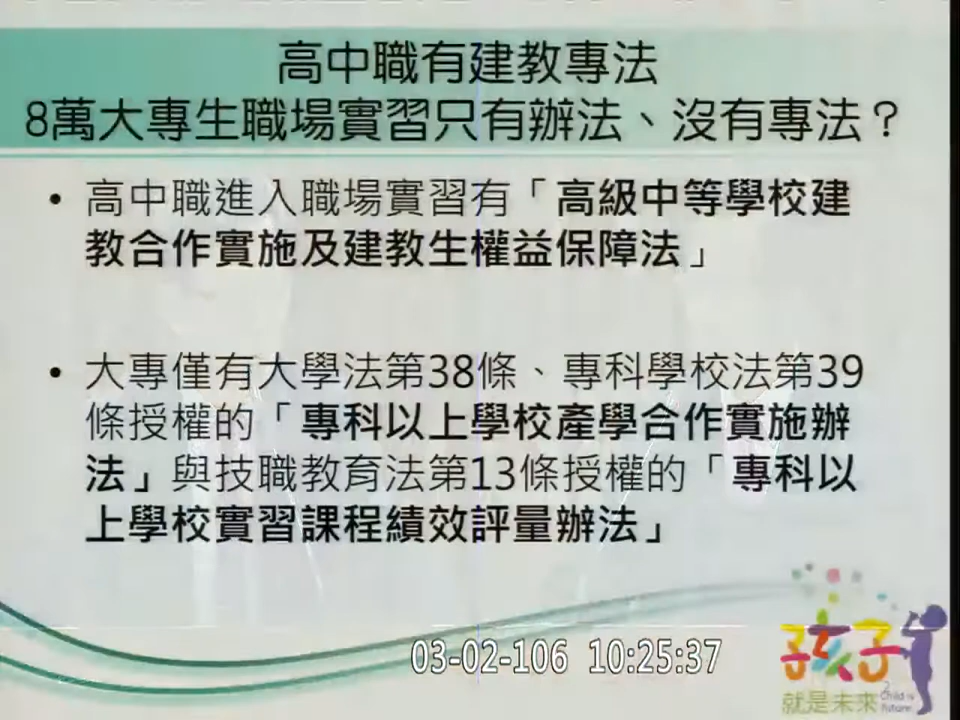 高中職有建教專法
8萬大專生職場實習只有辦法、沒有專法？
• 高中職進入職場實習有「高級中等學校建
教合作實施及建教生權益保障法」
• 大專僅有大學法第38條、專科學校法第39
條授權的「專科以上學校產學合作實施辦
法」與技職教育法第13條授權的「專科以
上學校實習課程績效評量辦法」
03-02-106 10:25:37
孩子
就是未來
Child is
Future